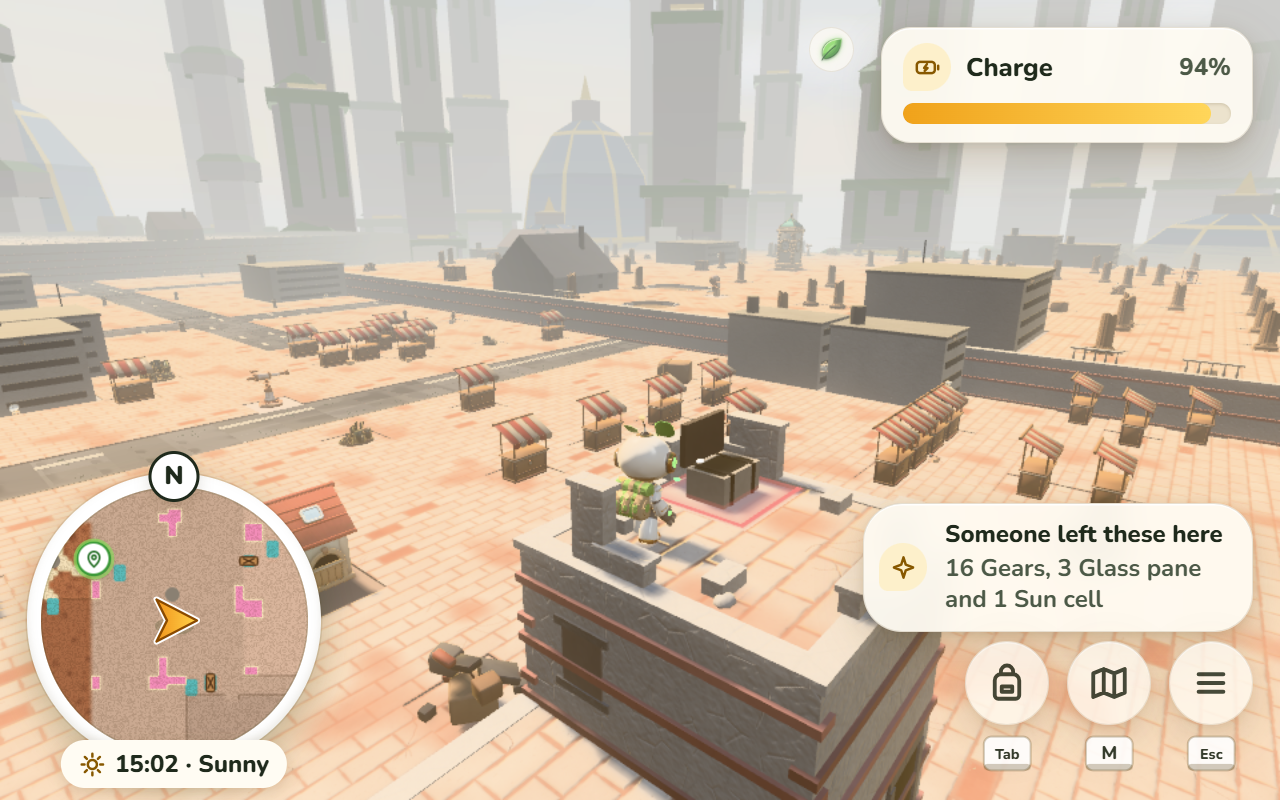 Charge 94%
N
Someone left these here
16 Gears, 3 Glass pane
and 1 Sun cell
15:02 · Sunny
Tab
M
Esc